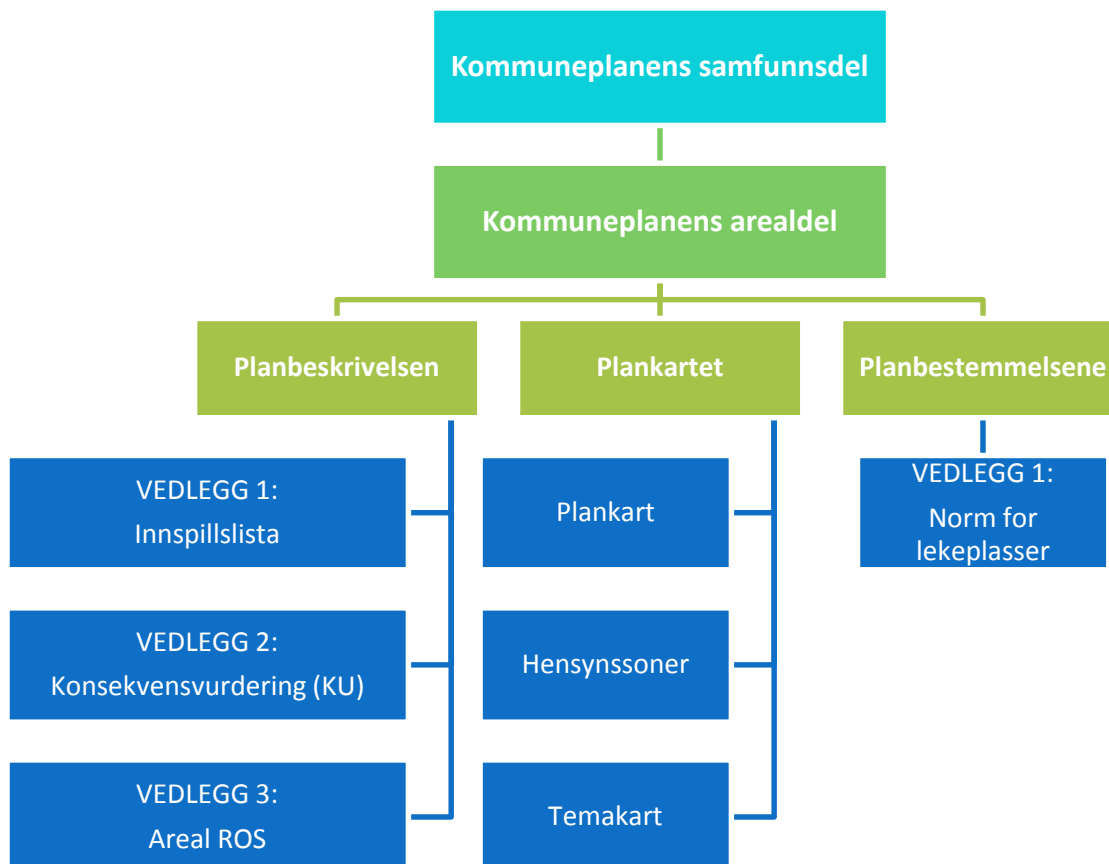 Kommuneplanens samfunnsdel
Kommuneplanens arealdel
Planbeskrivelsen
Plankartet
Planbestemmelsene
VEDLEGG 1:
Innspillslista
VEDLEGG 2:
Konsekvensvurdering (KU)
VEDLEGG 3:
Areal ROS
Plankart
Hensynssoner
Temakart
VEDLEGG 1:
Norm for
lekeplasser